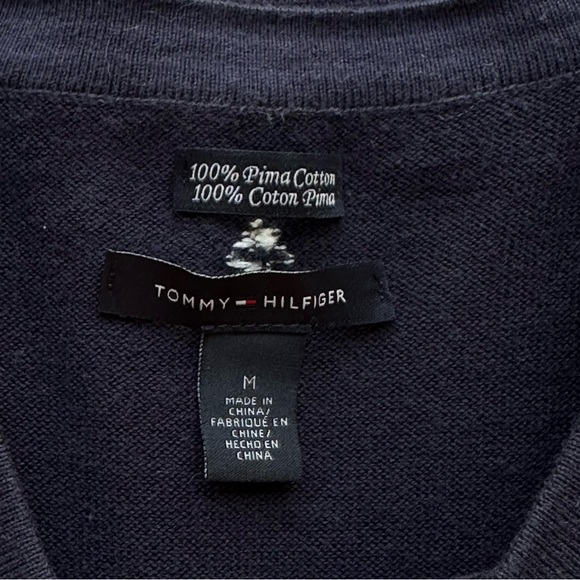 100% Pima Cotton
100% Coton Pima
TOMMY HILFIGER
M
MADE IN
CHINA/
FABRIQUÉ EN
CHINE/
HECHO EN
CHINA